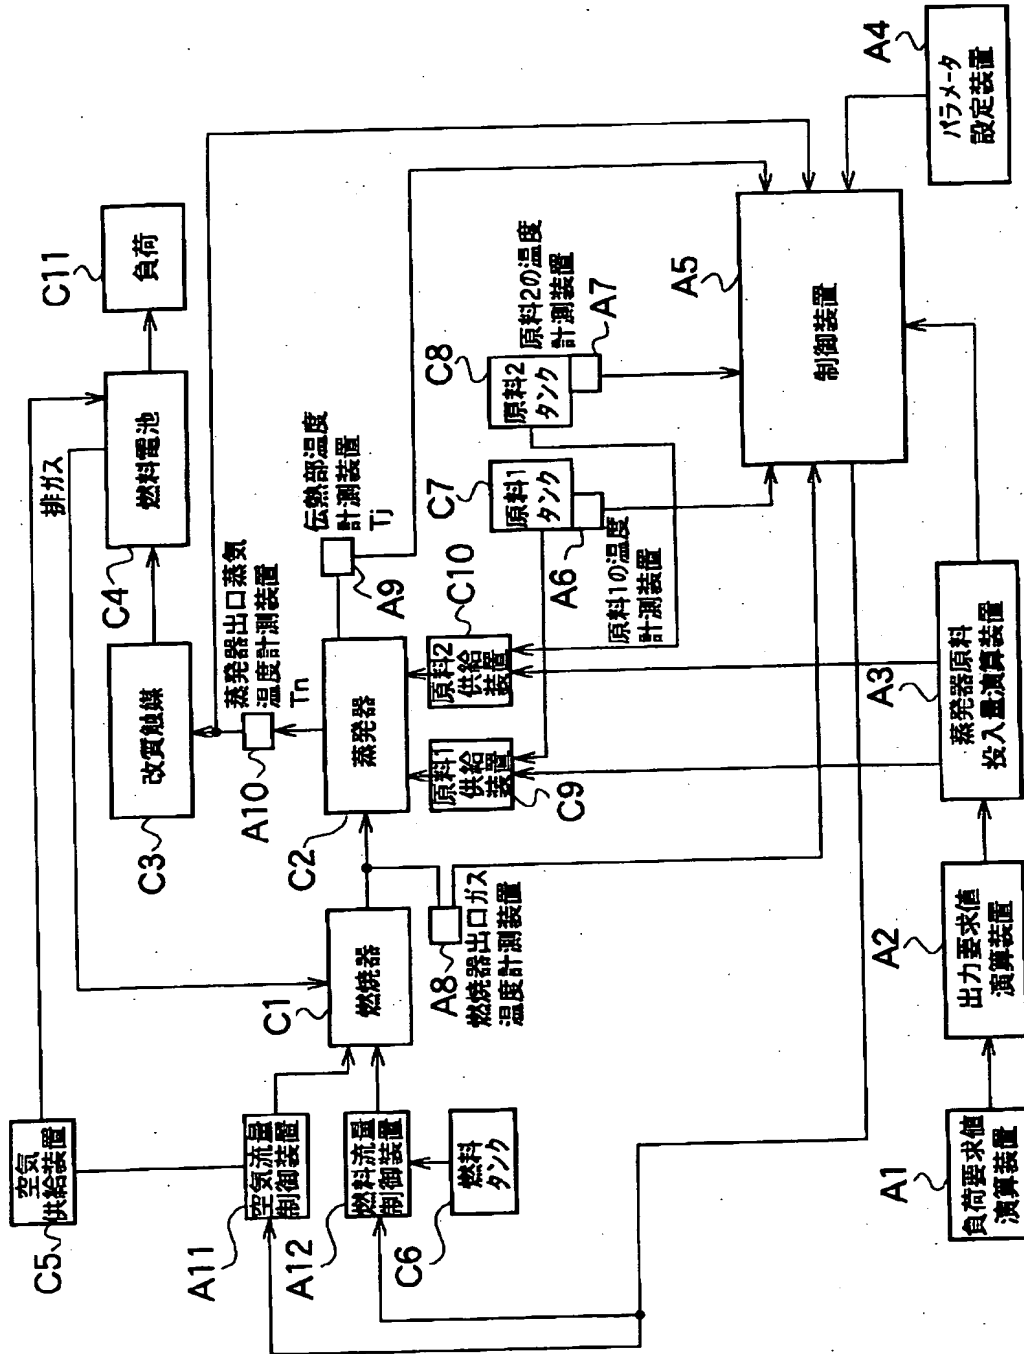 C5
空気
供給装置
A11
空気流量
制御装置
A12
燃料流量
制御装置
C6
燃料
タンク
排ガス
C1
燃焼器
A8
燃焼器出口ガス
温度計測装置
C3
改質触媒
C4
燃料電池
C11
負荷
A10
蒸発器出口蒸気
温度計測装置
Tn
C2
蒸発器
伝熱部温度
計測装置
Tj
A9
C9
原料1
供給
装置
C10
原料2
供給
装置
C7
原料1
タンク
A6
原料1の温度
計測装置
C8
原料2
タンク
原料2の温度
計測装置
A7
A5
制御装置
A4
パラメータ
設定装置
A1
負荷要求値
演算装置
A2
出力要求値
演算装置
A3
蒸発器原料
投入量演算装置